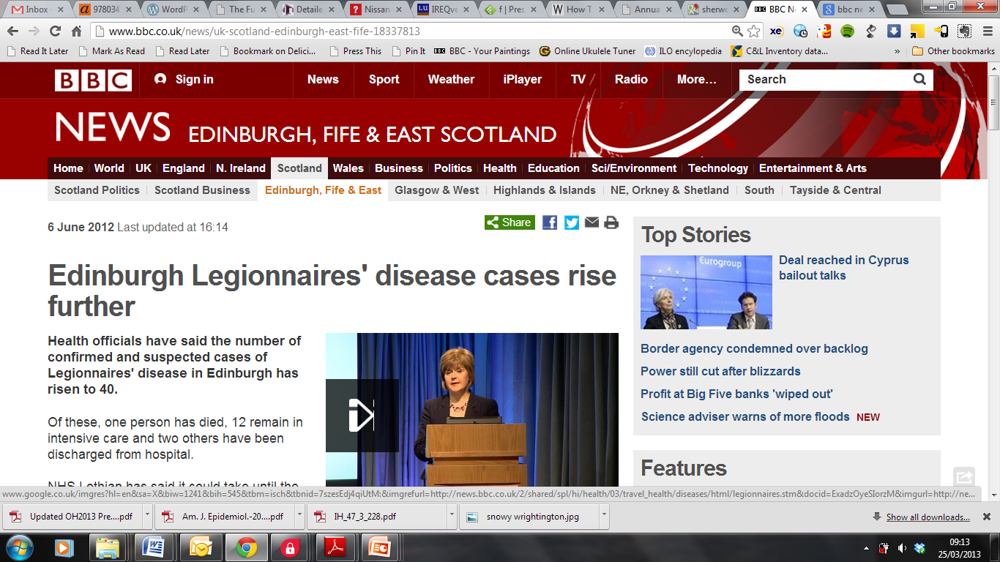 Inbox -
978034
WordP
The Fu
Detaile
Nissan
IREQve
f | Pres
How T
Annua
sherwo
BBC Ne
bbc ne
www.bbc.co.uk/news/uk-scotland-edinburgh-east-fife-18337813
Read It Later Mark As Read Read Later Bookmark on Delici... Press This Pin It BBC - Your Paintings Online Ukulele Tuner ILO encylopedia C&L Inventory data... » Other bookmarks
BBC Sign in News Sport Weather iPlayer TV Radio More... Search
NEWS EDINBURGH, FIFE & EAST SCOTLAND
Home World UK England N. Ireland Scotland Wales Business Politics Health Education Sci/Environment Technology Entertainment & Arts
Scotland Politics Scotland Business Edinburgh, Fife & East Glasgow & West Highlands & Islands NE, Orkney & Shetland South Tayside & Central
6 June 2012 Last updated at 16:14
Share
Edinburgh Legionnaires' disease cases rise
further
Health officials have said the number of
confirmed and suspected cases of
Legionnaires' disease in Edinburgh has
risen to 40.
Of these, one person has died, 12 remain in
intensive care and two others have been
discharged from hospital.
NHS Lothian has said it could take until the
Top Stories
Eurogroup
Deal reached in Cyprus
bailout talks
Border agency condemned over backlog
Power still cut after blizzards
Profit at Big Five banks 'wiped out'
Science adviser warns of more floods NEW
Features
www.google.co.uk/imgres?hl=en&sa=X&biw=1241&bih=545&tbm=isch&tbnid=7szesEdj4qiUtM:&imgrefurl=http://news.bbc.co.uk/2/shared/spl/hi/health/03/travel_health/diseases/html/legionnaires.stm&docid=ExadzOyeSIorzM&imgurl=http://ne...
Updated OH2013 Pre....pdf Am. J. Epidemiol.-20....pdf IH_47_3_228.pdf snowy wrightington.jpg Show all downloads...
09:13
25/03/2013